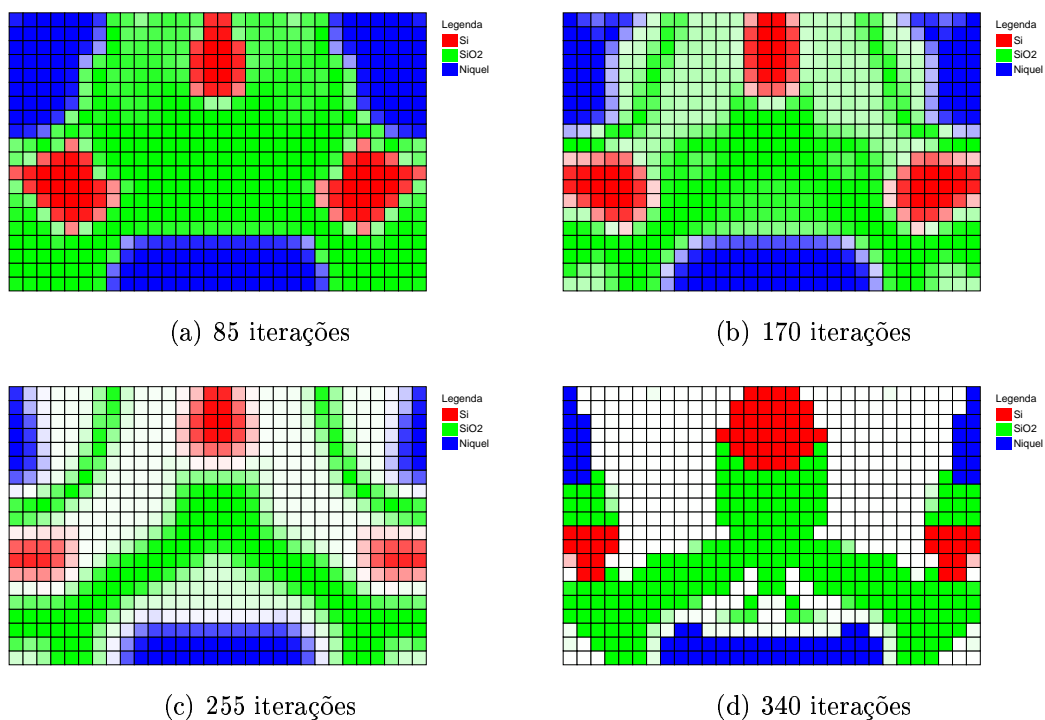 Legenda
Si
SiO2
Niquel
Legenda
Si
SiO2
Niquel
(a) 85 iterações
(b) 170 iterações
Legenda
Si
SiO2
Niquel
Legenda
Si
SiO2
Niquel
(c) 255 iterações
(d) 340 iterações